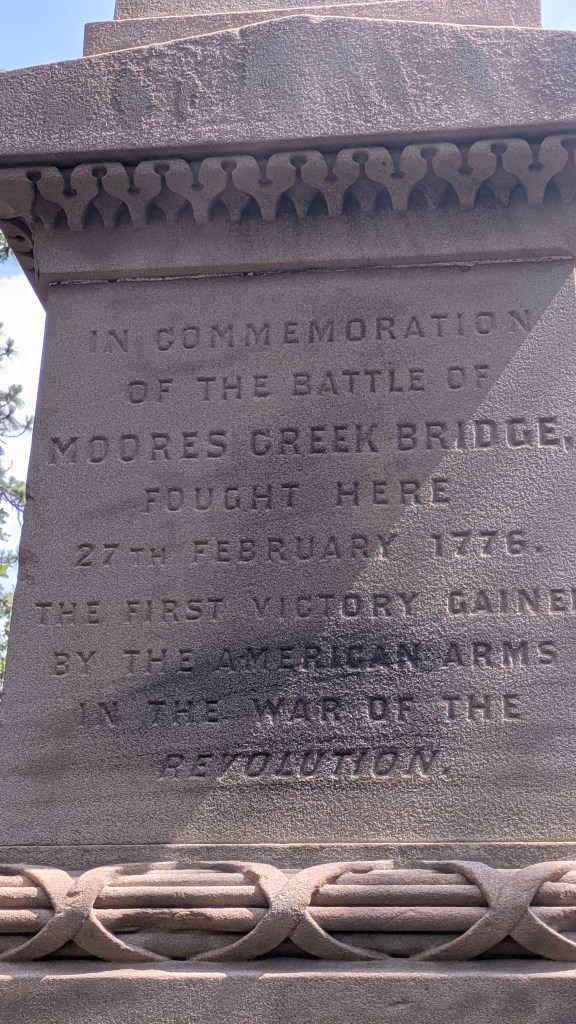 IN COMMEMORATION
OF THE BATTLE OF
MOORES CREEK BRIDGE,
FOUGHT HERE
27TH FEBRUARY 1776.
THE FIRST VICTORY GAINED
BY THE AMERICAN ARMS
IN THE WAR OF THE
REVOLUTION.